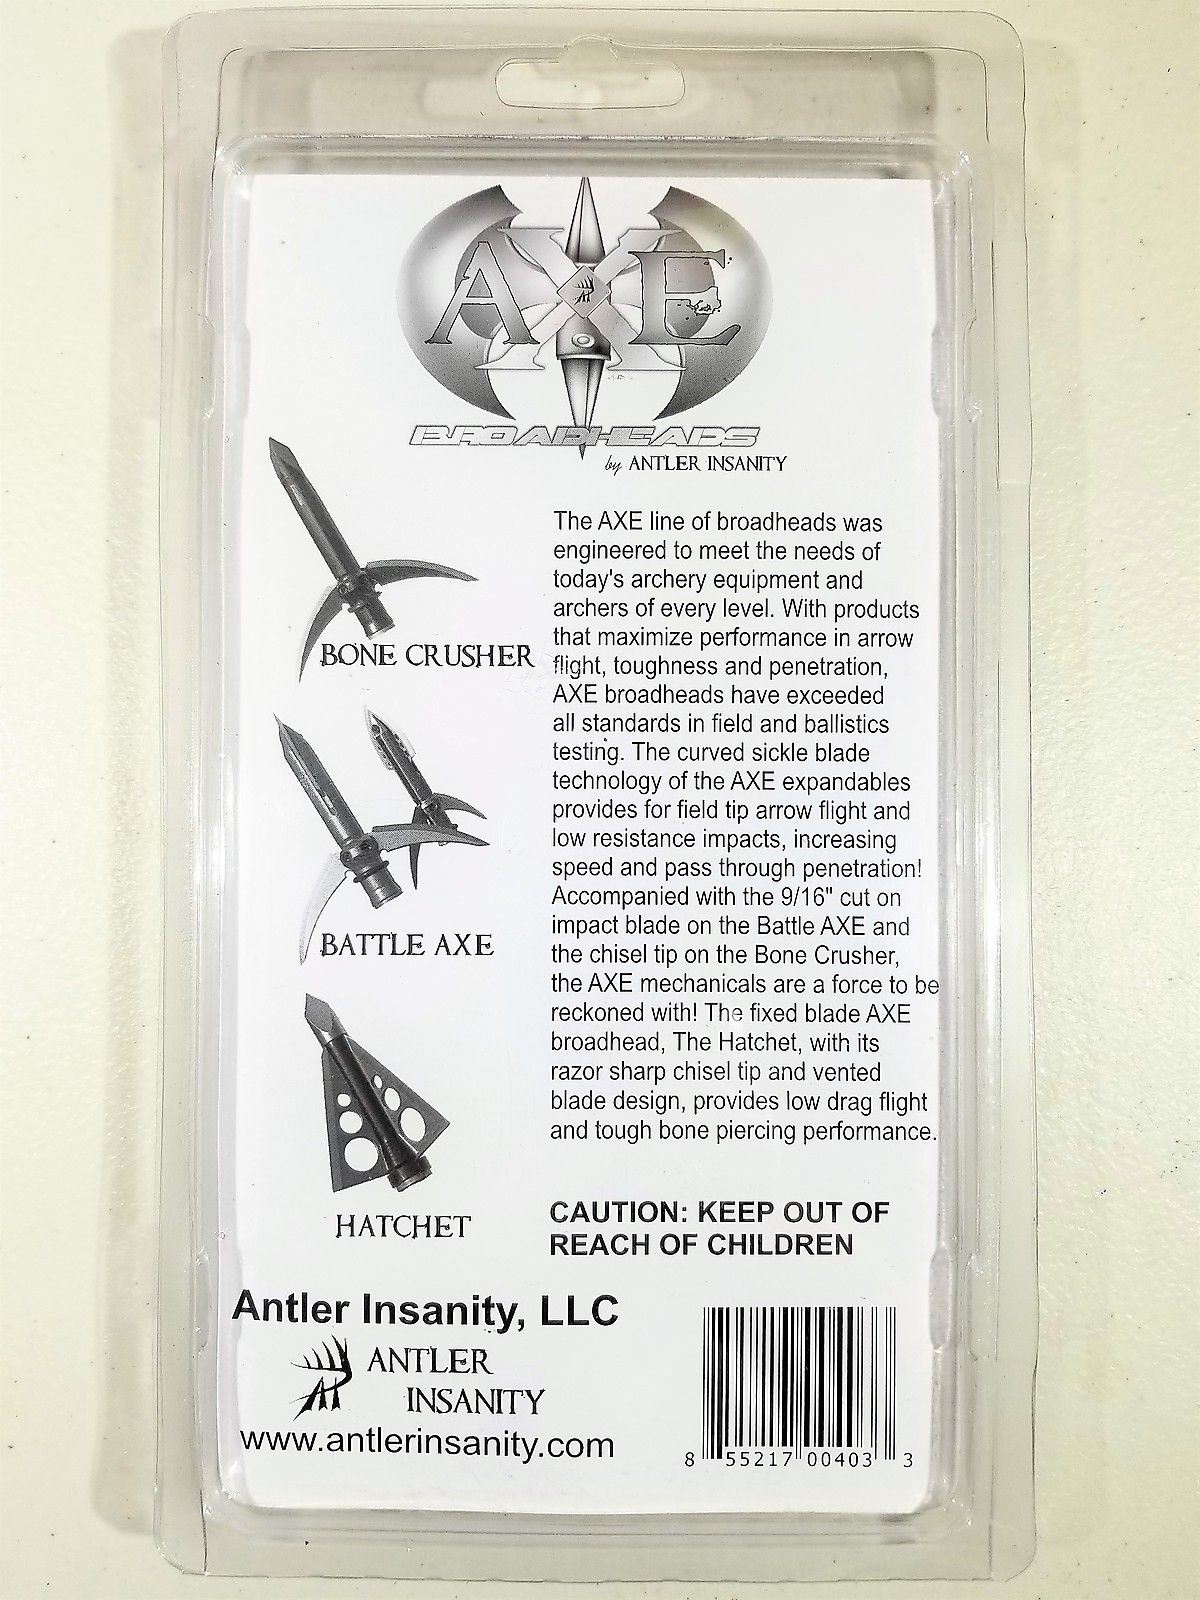 AXE
BROADHEADS
by ANTLER INSANITY
BONE CRUSHER
BATTLE AXE
HATCHET
The AXE line of broadheads was
engineered to meet the needs of
today's archery equipment and
archers of every level. With products
that maximize performance in arrow
flight, toughness and penetration,
AXE broadheads have exceeded
all standards in field and ballistics
testing. The curved sickle blade
technology of the AXE expandables
provides for field tip arrow flight and
low resistance impacts, increasing
speed and pass through penetration!
Accompanied with the 9/16" cut on
impact blade on the Battle AXE and
the chisel tip on the Bone Crusher,
the AXE mechanicals are a force to be
reckoned with! The fixed blade AXE
broadhead, The Hatchet, with its
razor sharp chisel tip and vented
blade design, provides low drag flight
and tough bone piercing performance.
CAUTION: KEEP OUT OF
REACH OF CHILDREN
Antler Insanity, LLC
AI ANTLER
INSANITY
www.antlerinsanity.com
8 55217 00403 3